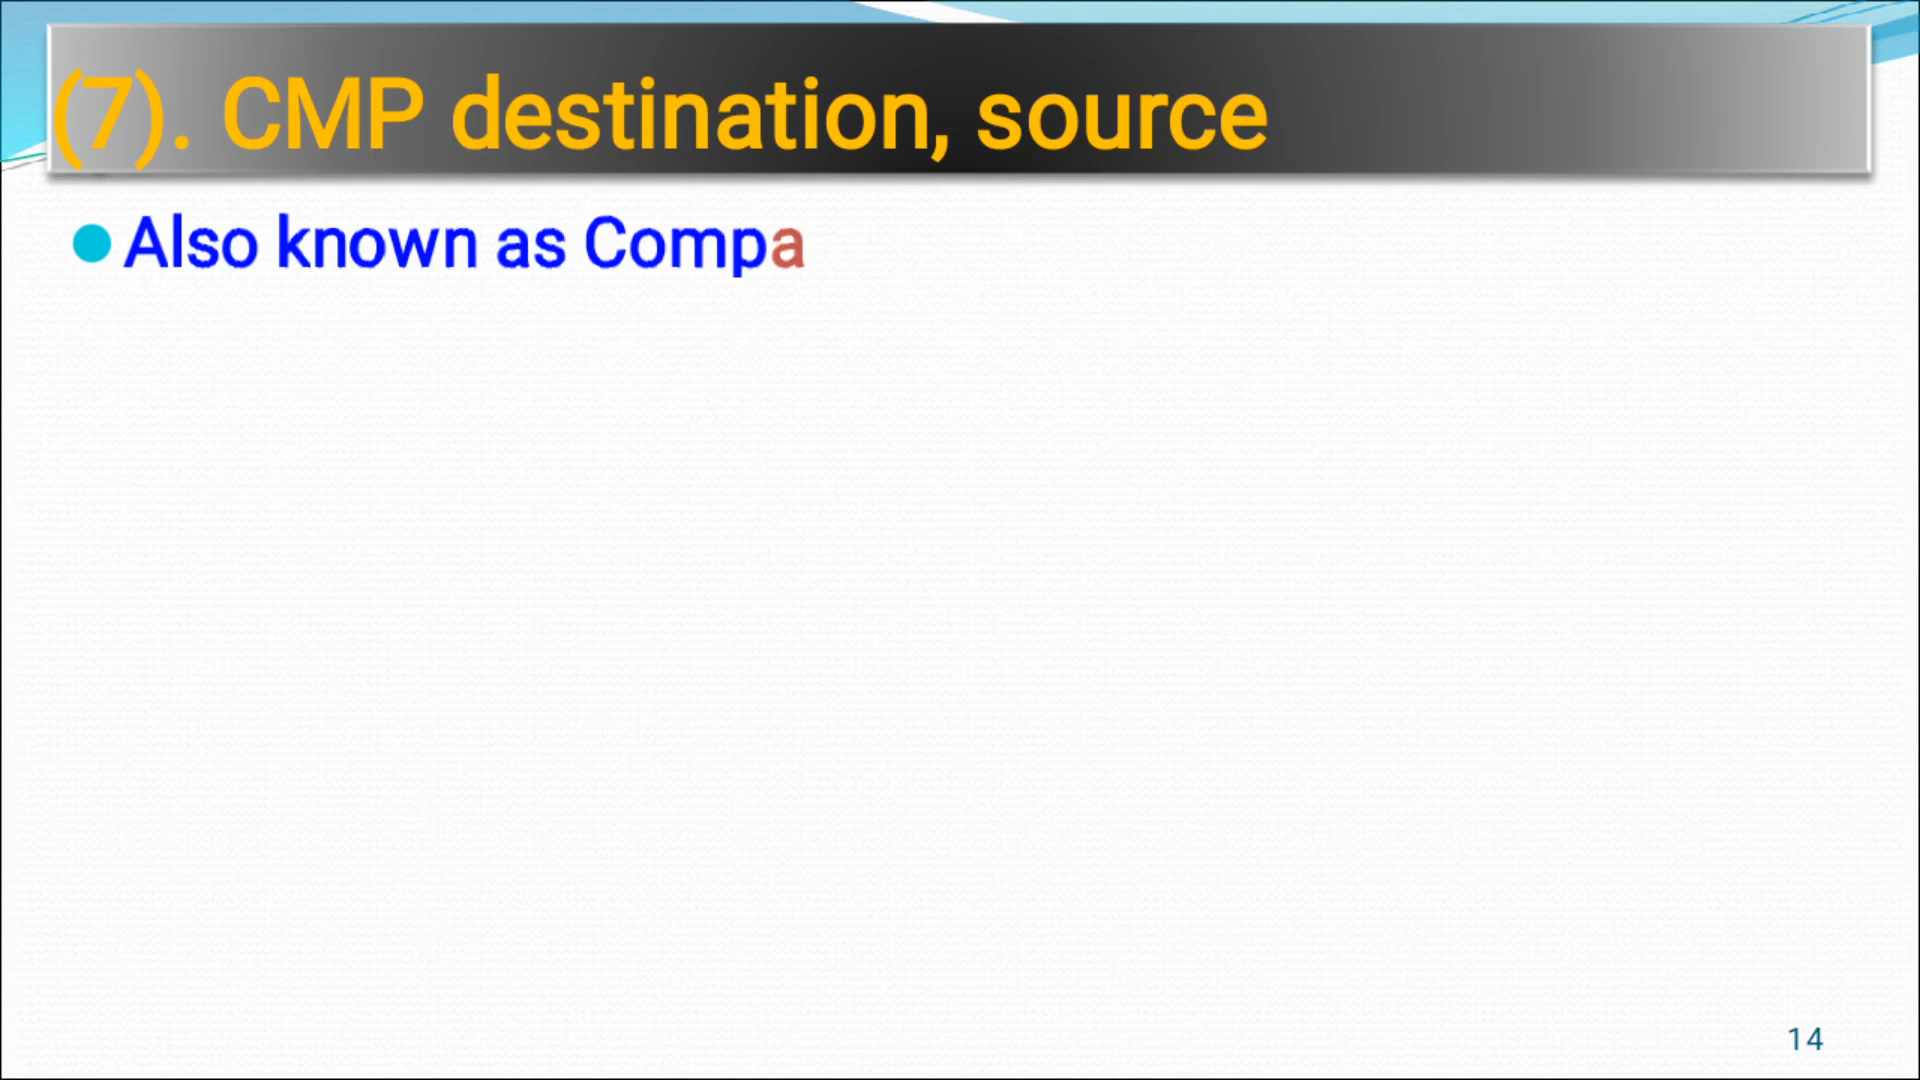 (7). CMP destination, source
Also known as Compa
14